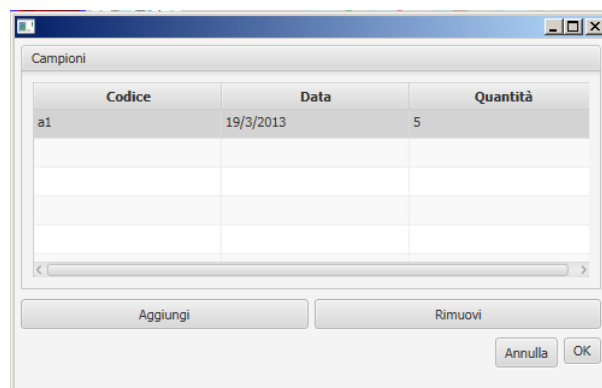 Campioni
Codice Data Quantità
a1 19/3/2013 5
Aggiungi Rimuovi
Annulla OK